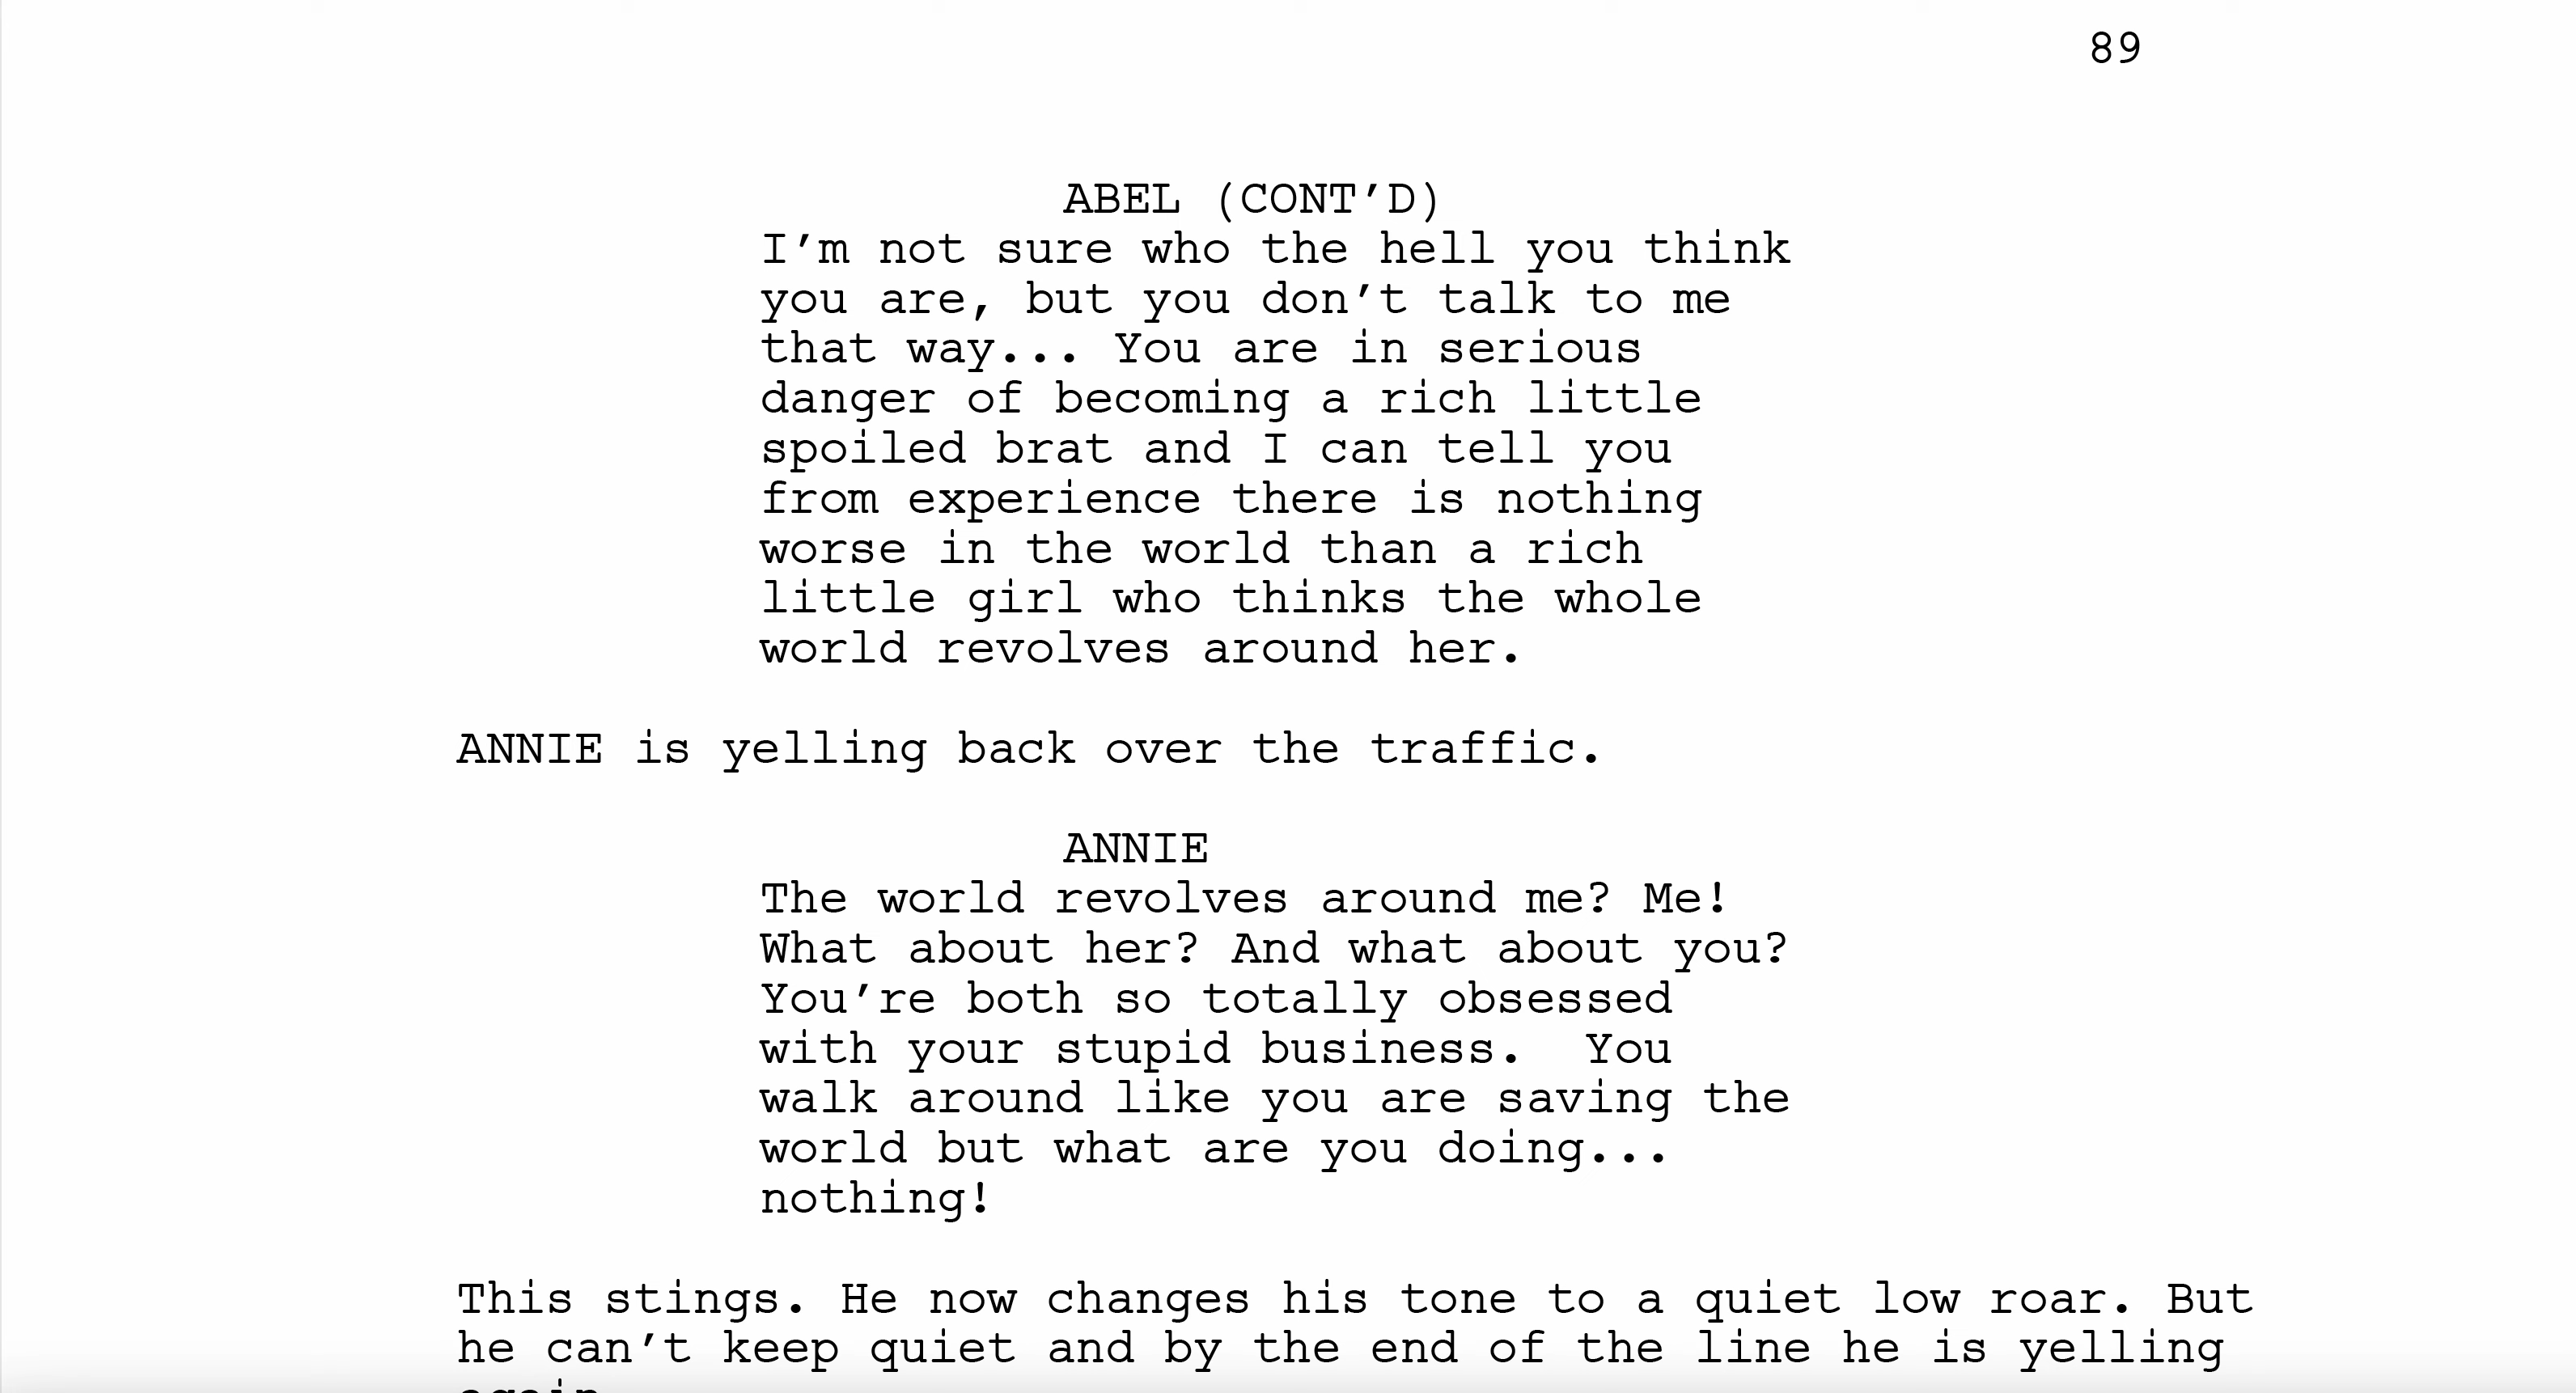 89
ABEL (CONT’D)
I’m not sure who the hell you think
you are, but you don’t talk to me
that way... You are in serious
danger of becoming a rich little
spoiled brat and I can tell you
from experience there is nothing
worse in the world than a rich
little girl who thinks the whole
world revolves around her.
ANNIE is yelling back over the traffic.
ANNIE
The world revolves around me? Me!
What about her? And what about you?
You’re both so totally obsessed
with your stupid business.  You
walk around like you are saving the
world but what are you doing...
nothing!
This stings. He now changes his tone to a quiet low roar. But
he can’t keep quiet and by the end of the line he is yelling